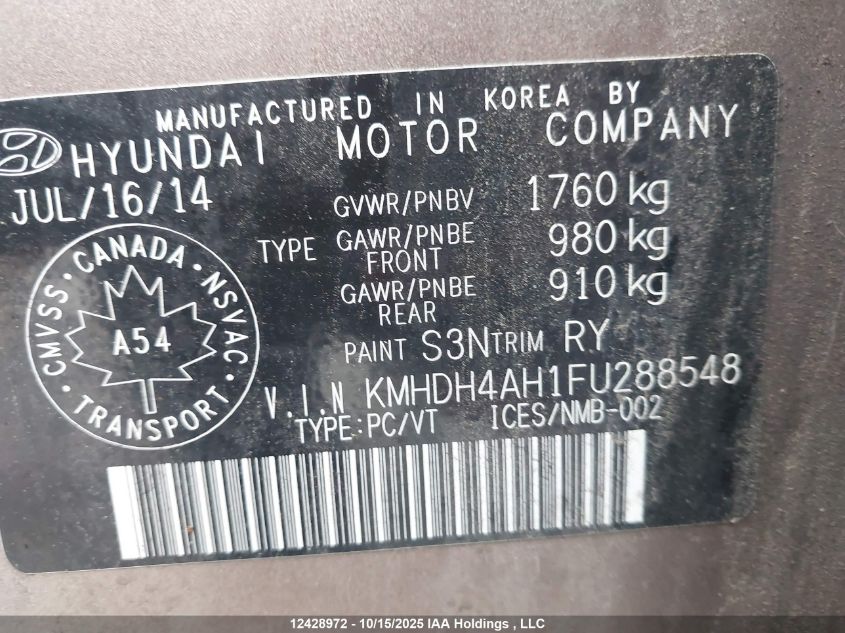 MANUFACTURED IN KOREA BY
HYUNDAI MOTOR COMPANY
JUL/16/14
GVWR/PNBV 1760 kg
TYPE GAWR/PNBE FRONT 980 kg
GAWR/PNBE REAR 910 kg
PAINT S3N TRIM RY
V.I.N KMHDH4AH1FU288548
TYPE:PC/VT ICES/NMB-002
CMVSS · CANADA · NSVAC · TRANSPORT
A54
12428972 - 10/15/2025 IAA Holdings , LLC